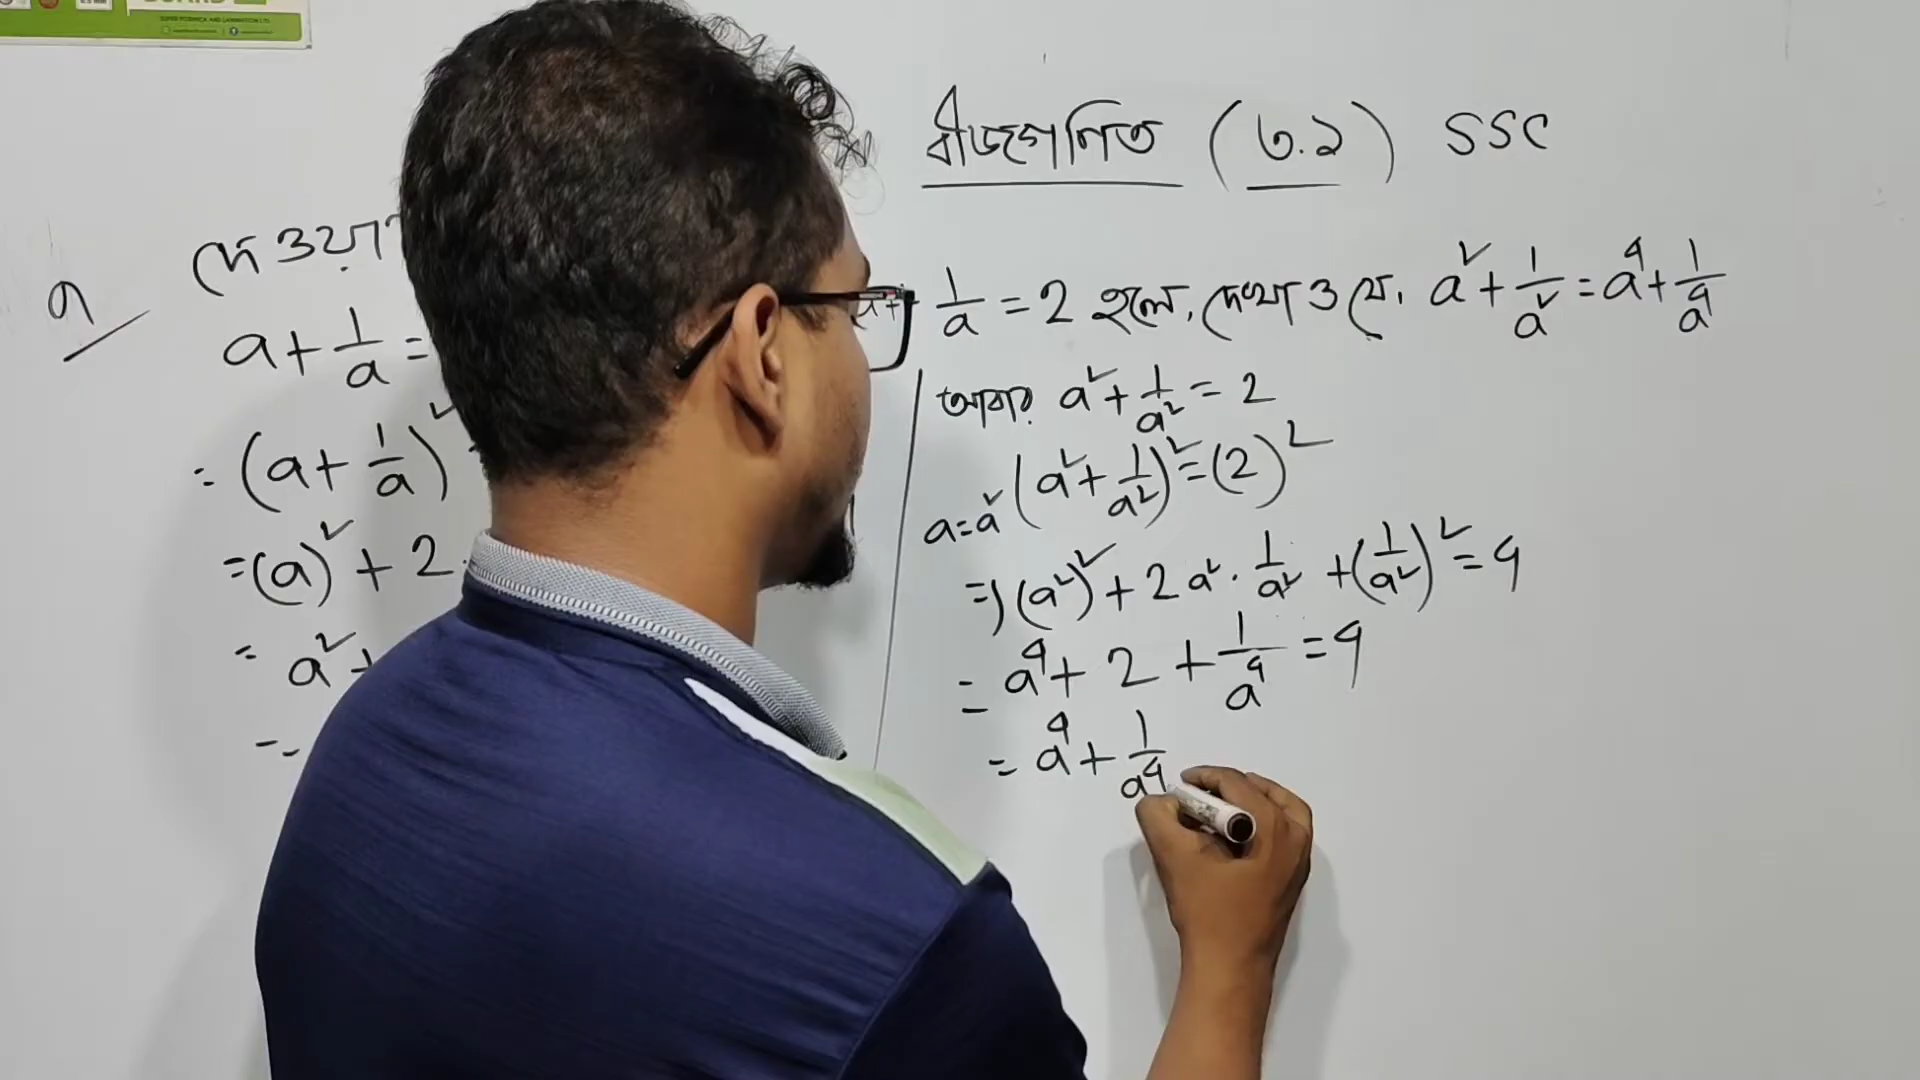 বীজগণিত (৩.১) SSC
a + 1/a = 2 হলে, দেখাও যে, a² + 1/a² = a⁴ + 1/a⁴
দেওয়া
a + 1/a =
= (a + 1/a)²
= (a)² + 2.
= a² +
আবার a² + 1/a² = 2
a=a² (a² + 1/a²)² = (2)²
=) (a²)² + 2a² . 1/a² + (1/a²)² = 4
= a⁴ + 2 + 1/a⁴ = 4
= a⁴ + 1/a⁴